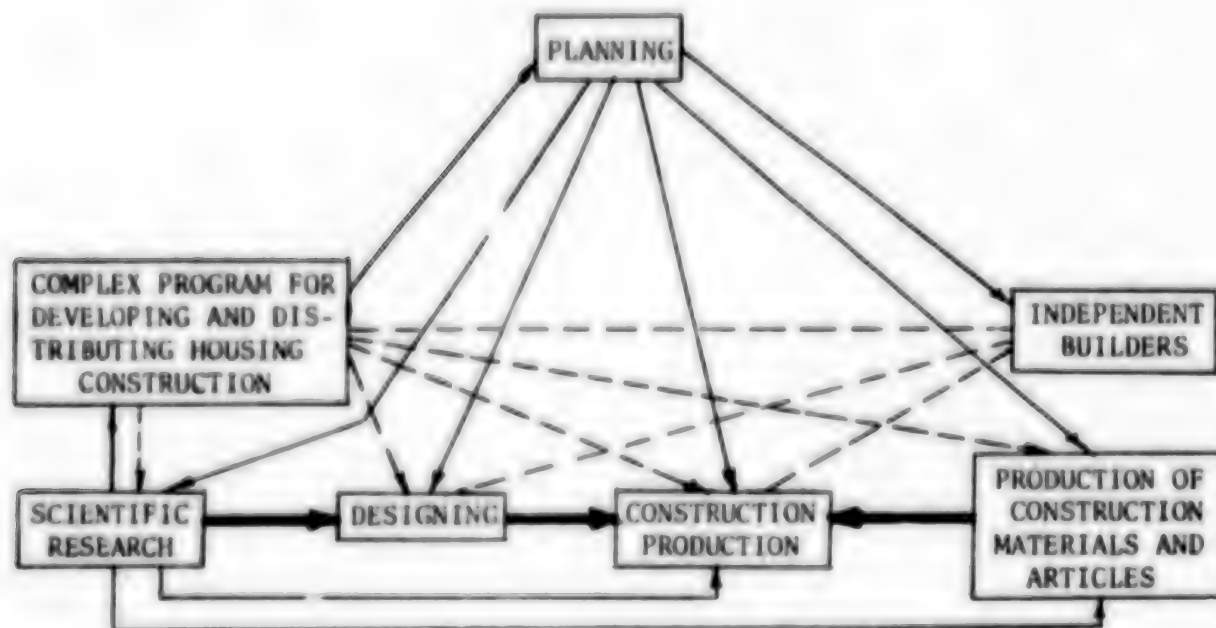 PLANNING
COMPLEX PROGRAM FOR
DEVELOPING AND DIS-
TRIBUTING HOUSING
CONSTRUCTION
INDEPENDENT
BUILDERS
SCIENTIFIC
RESEARCH
DESIGNING
CONSTRUCTION
PRODUCTION
PRODUCTION OF
CONSTRUCTION
MATERIALS AND
ARTICLES